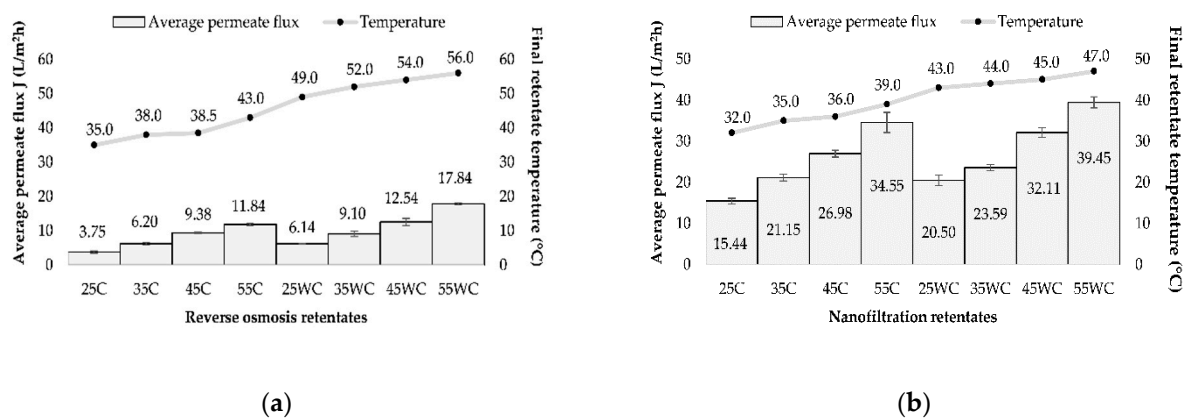 Average permeate flux Temperature
Average permeate flux J (L/m²h)
60
50
40
30
20
10
0
35.0 38.0 38.5 43.0 49.0 52.0 54.0 56.0
3.75 6.20 9.38 11.84 6.14 9.10 12.54 17.84
60
50
40
30
20
10
0
Final retentate temperature (°C)
25C 35C 45C 55C 25WC 35WC 45WC 55WC
Reverse osmosis retentates
(a)
Average permeate flux Temperature
Average permeate flux J (L/m²h)
50
40
30
20
10
0
32.0 35.0 36.0 39.0 43.0 44.0 45.0 47.0
15.44 21.15 26.98 34.55 20.50 23.59 32.11 39.45
50
40
30
20
10
0
Final retentate temperature (°C)
25C 35C 45C 55C 25WC 35WC 45WC 55WC
Nanofiltration retentates
(b)